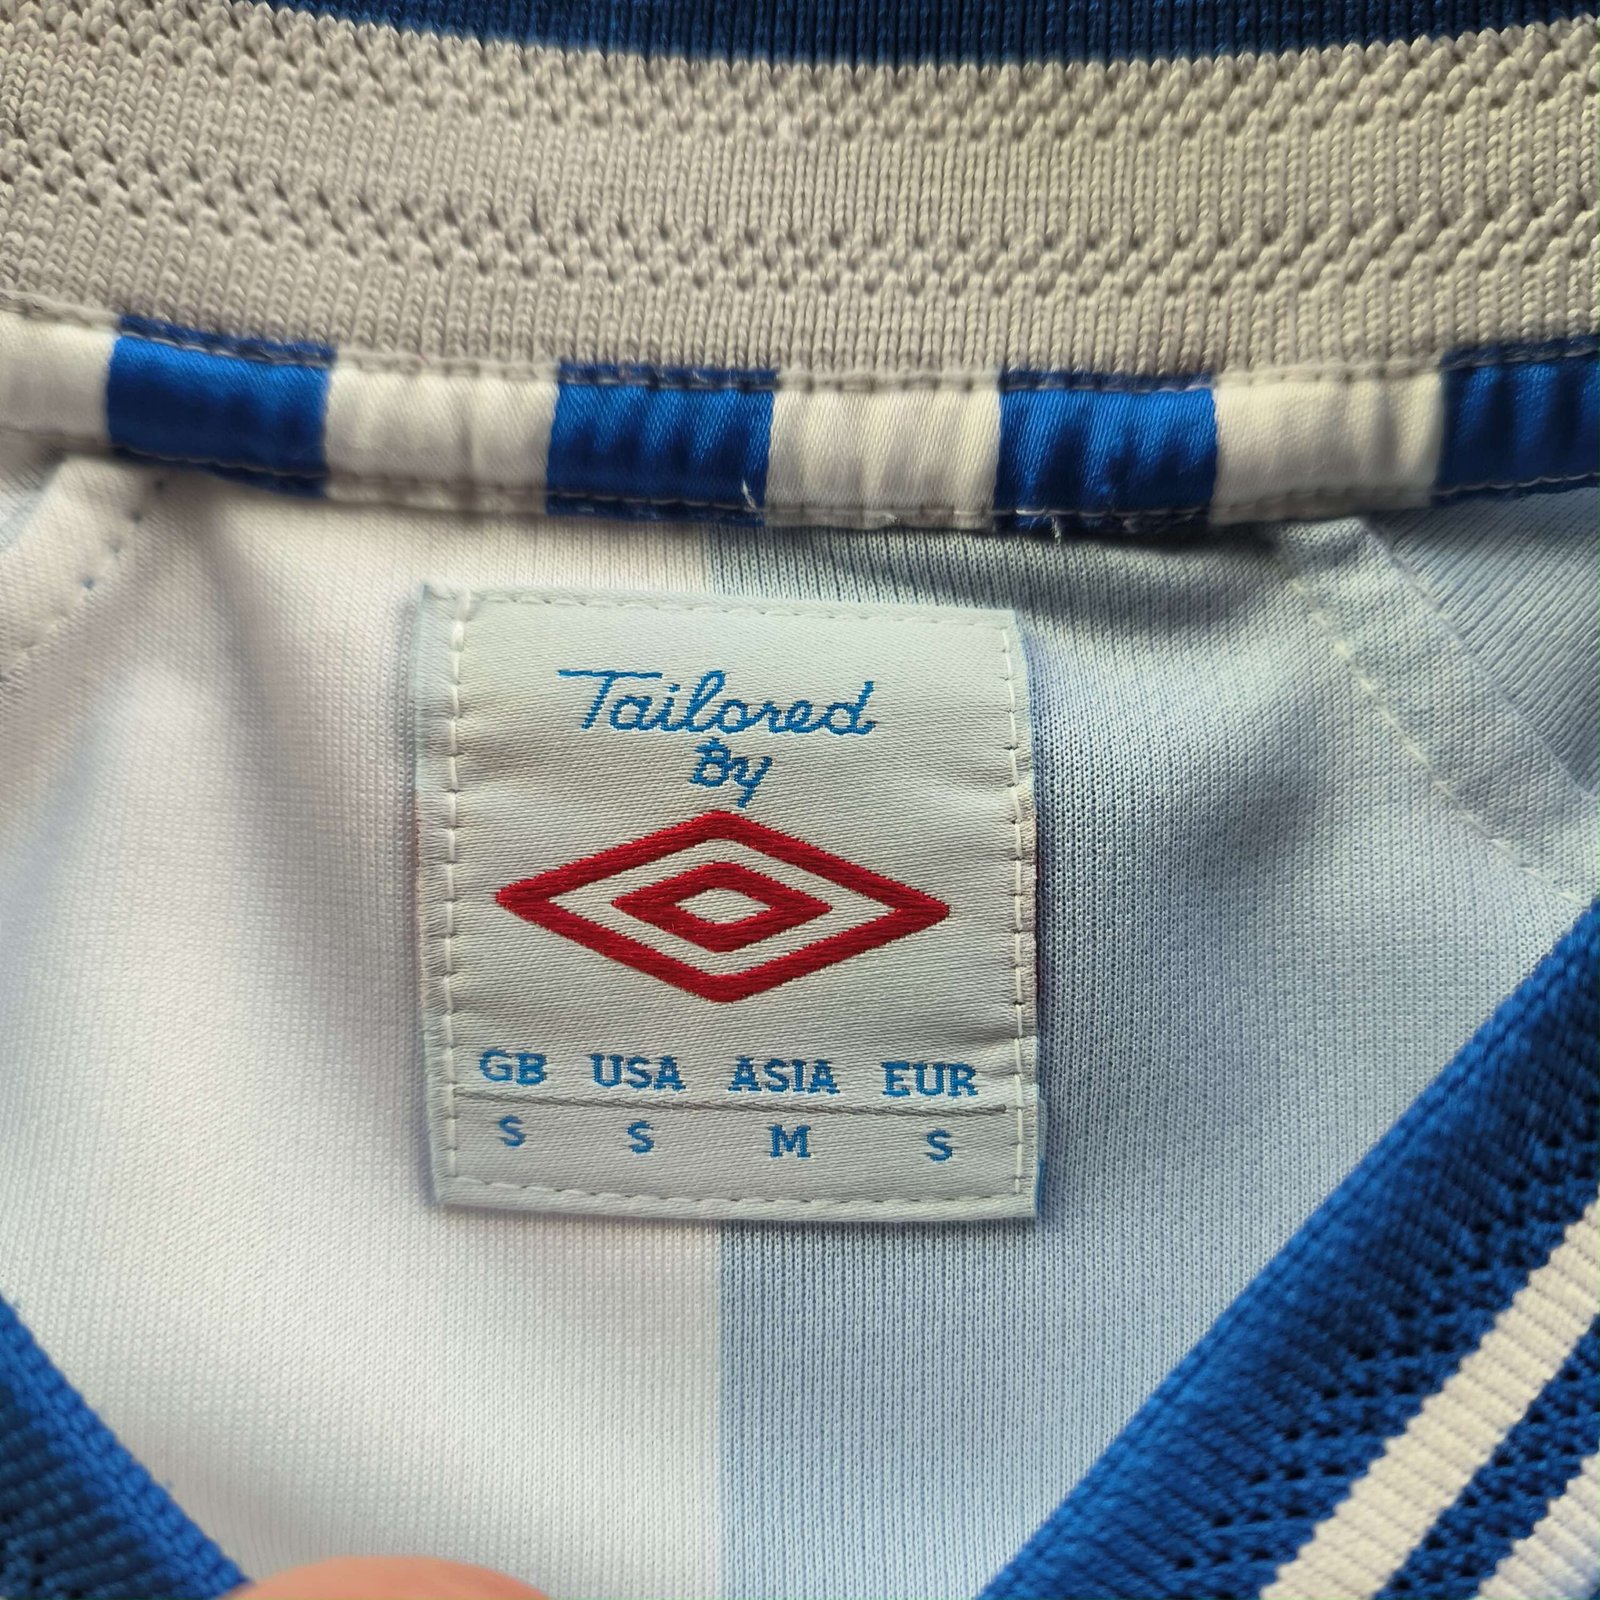 Tailored
By
GB USA ASIA EUR
S S M S